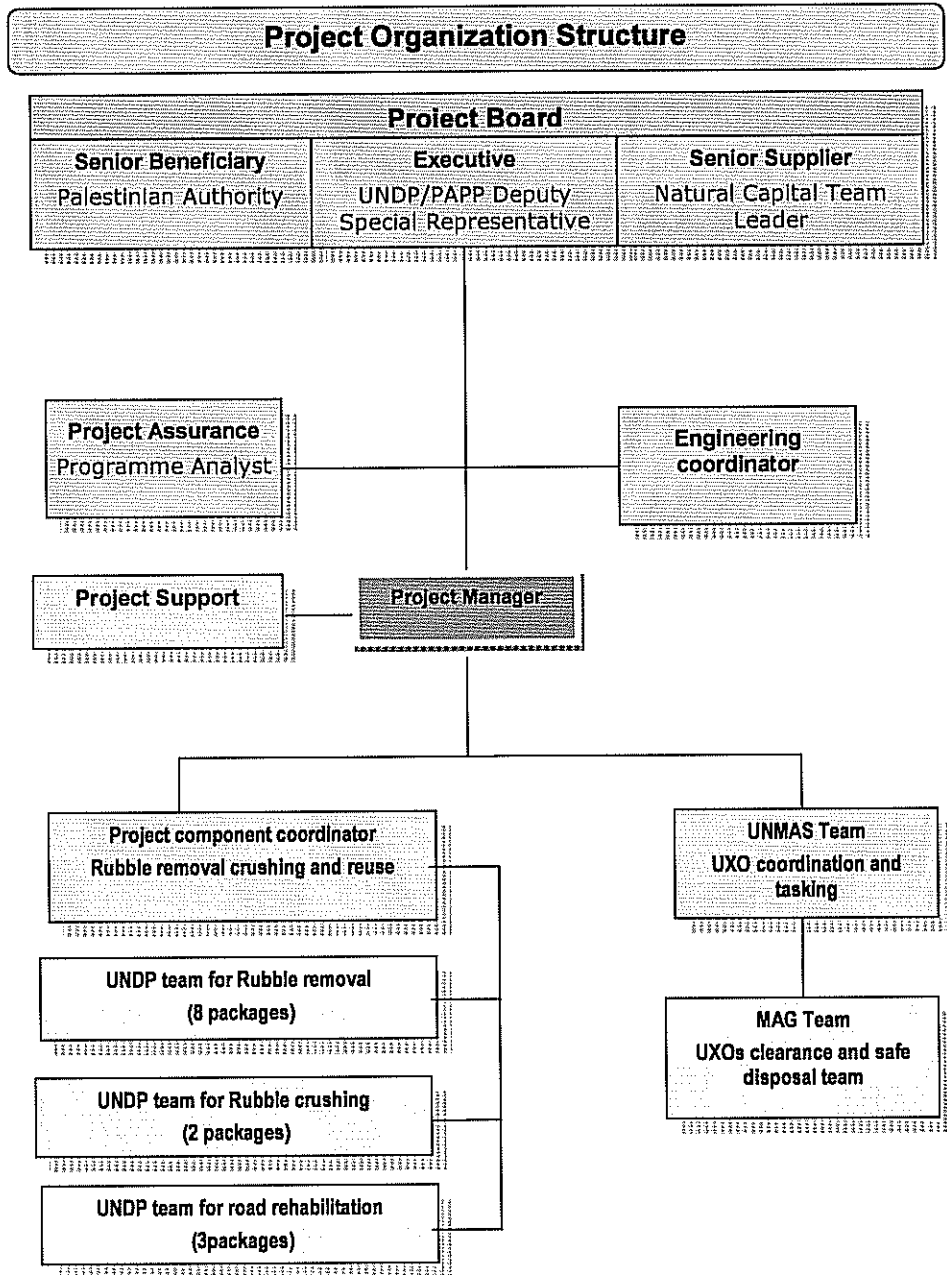 Project Organization Structure
Project Board
Senior Beneficiary
Palestinian Authority
Executive
UNDP/PAPP Deputy
Special Representative
Senior Supplier
Natural Capital Team
Leader
Project Assurance
Programme Analyst
Engineering
coordinator
Project Support
Project Manager
Project component coordinator
Rubble removal crushing and reuse
UNDP team for Rubble removal
(8 packages)
UNDP team for Rubble crushing
(2 packages)
UNDP team for road rehabilitation
(3packages)
UNMAS Team
UXO coordination and
tasking
MAG Team
UXOs clearance and safe
disposal team